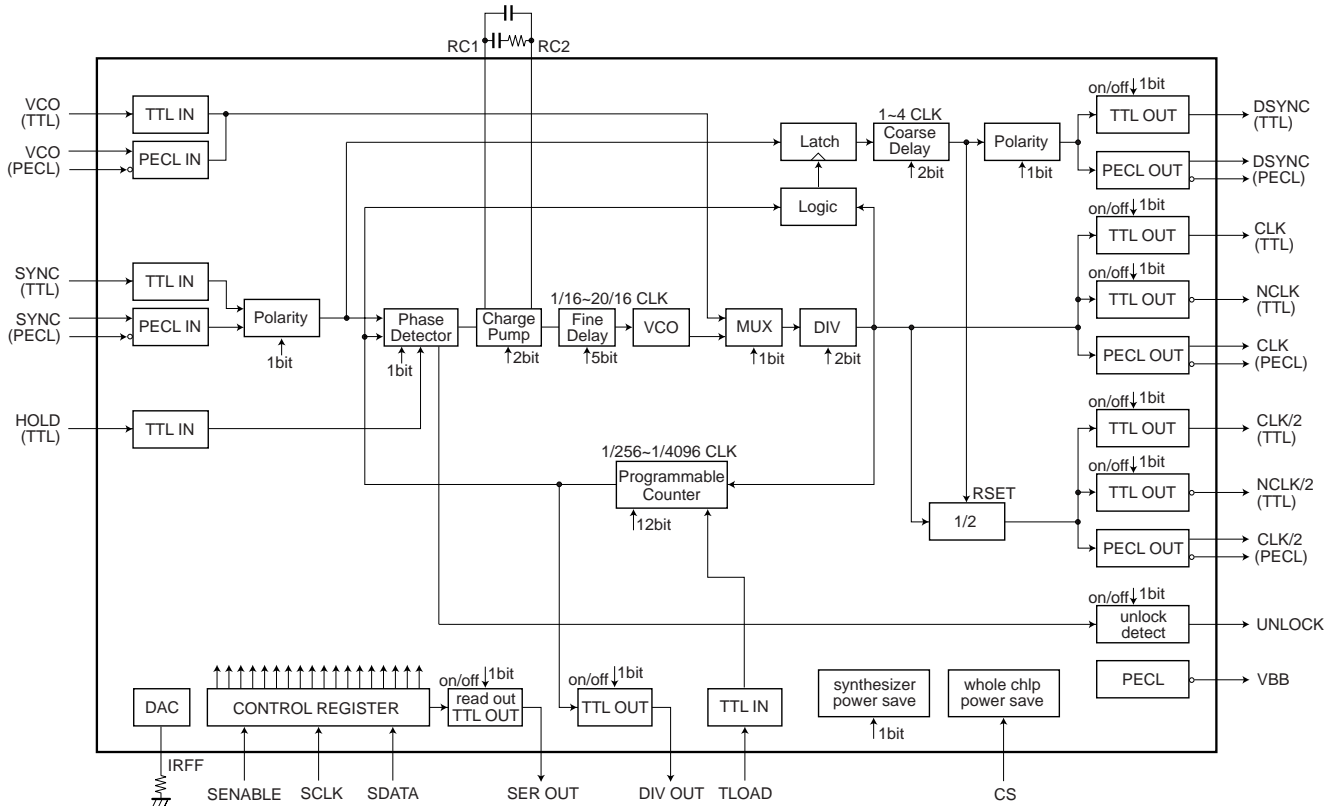 RC1
RC2
VCO
(TTL)
TTL IN
VCO
(PECL)
PECL IN
SYNC
(TTL)
TTL IN
SYNC
(PECL)
PECL IN
Polarity
1bit
HOLD
(TTL)
TTL IN
Phase
Detector
1bit
Charge
Pump
2bit
1/16~20/16 CLK
Fine
Delay
5bit
VCO
MUX
1bit
DIV
2bit
Latch
Logic
1~4 CLK
Coarse
Delay
2bit
Polarity
1bit
on/off
1bit
TTL OUT
DSYNC
(TTL)
PECL OUT
DSYNC
(PECL)
on/off
1bit
TTL OUT
CLK
(TTL)
on/off
1bit
TTL OUT
NCLK
(TTL)
PECL OUT
CLK
(PECL)
on/off
1bit
TTL OUT
CLK/2
(TTL)
on/off
1bit
TTL OUT
NCLK/2
(TTL)
PECL OUT
CLK/2
(PECL)
1/256~1/4096 CLK
Programmable
Counter
12bit
RSET
1/2
on/off
1bit
unlock
detect
UNLOCK
PECL
VBB
DAC
IRFF
CONTROL REGISTER
SENABLE
SCLK
SDATA
on/off
1bit
read out
TTL OUT
SER OUT
on/off
1bit
TTL OUT
DIV OUT
TTL IN
TLOAD
synthesizer
power save
1bit
whole chlp
power save
CS